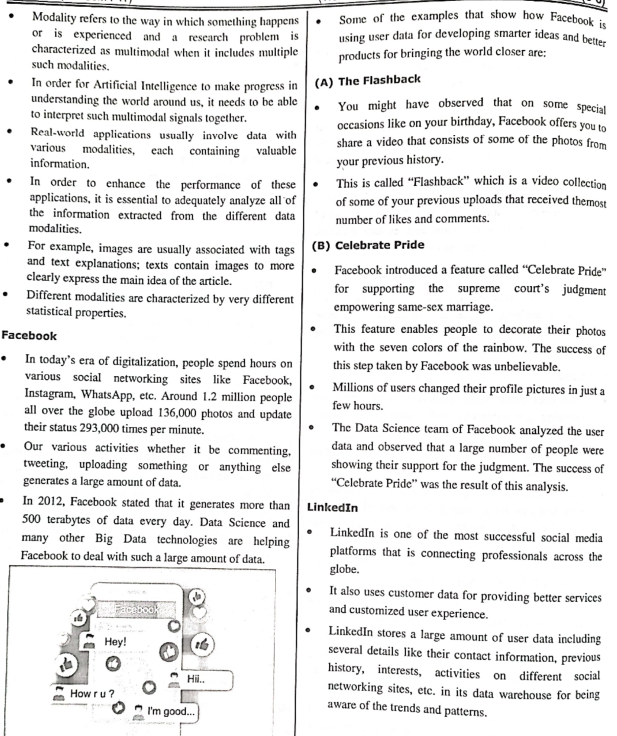 • Modality refers to the way in which something happens
or is experienced and a research problem is
characterized as multimodal when it includes multiple
such modalities.
• In order for Artificial Intelligence to make progress in
understanding the world around us, it needs to be able
to interpret such multimodal signals together.
• Real-world applications usually involve data with
various modalities, each containing valuable
information.
• In order to enhance the performance of these
applications, it is essential to adequately analyze all of
the information extracted from the different data
modalities.
• For example, images are usually associated with tags
and text explanations; texts contain images to more
clearly express the main idea of the article.
• Different modalities are characterized by very different
statistical properties.
Facebook
• In today's era of digitalization, people spend hours on
various social networking sites like Facebook,
Instagram, WhatsApp, etc. Around 1.2 million people
all over the globe upload 136,000 photos and update
their status 293,000 times per minute.
• Our various activities whether it be commenting,
tweeting, uploading something or anything else
generates a large amount of data.
• In 2012, Facebook stated that it generates more than
500 terabytes of data every day. Data Science and
many other Big Data technologies are helping
Facebook to deal with such a large amount of data.
Facebook
Hey!
Hii..
How r u ?
I'm good...
• Some of the examples that show how Facebook is
using user data for developing smarter ideas and better
products for bringing the world closer are:
(A) The Flashback
• You might have observed that on some special
occasions like on your birthday, Facebook offers you to
share a video that consists of some of the photos from
your previous history.
• This is called "Flashback" which is a video collection
of some of your previous uploads that received themost
number of likes and comments.
(B) Celebrate Pride
• Facebook introduced a feature called "Celebrate Pride"
for supporting the supreme court's judgment
empowering same-sex marriage.
• This feature enables people to decorate their photos
with the seven colors of the rainbow. The success of
this step taken by Facebook was unbelievable.
• Millions of users changed their profile pictures in just a
few hours.
• The Data Science team of Facebook analyzed the user
data and observed that a large number of people were
showing their support for the judgment. The success of
"Celebrate Pride" was the result of this analysis.
LinkedIn
• LinkedIn is one of the most successful social media
platforms that is connecting professionals across the
globe.
• It also uses customer data for providing better services
and customized user experience.
• LinkedIn stores a large amount of user data including
several details like their contact information, previous
history, interests, activities on different social
networking sites, etc. in its data warehouse for being
aware of the trends and patterns.